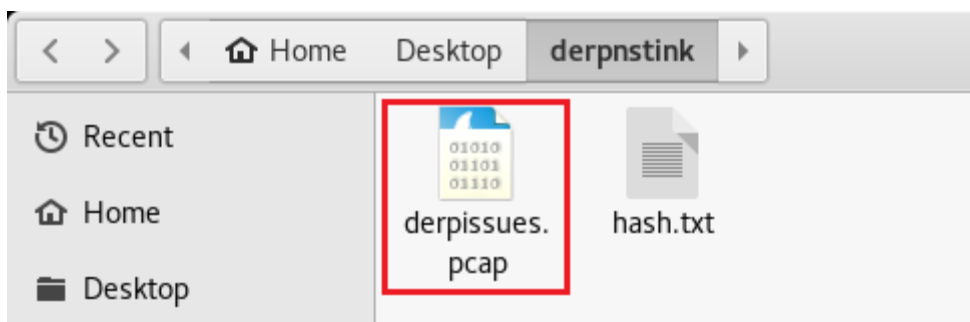 Home Desktop derpnstink
Recent
Home
Desktop
01010
01101
01110
derpissues.
pcap
hash.txt